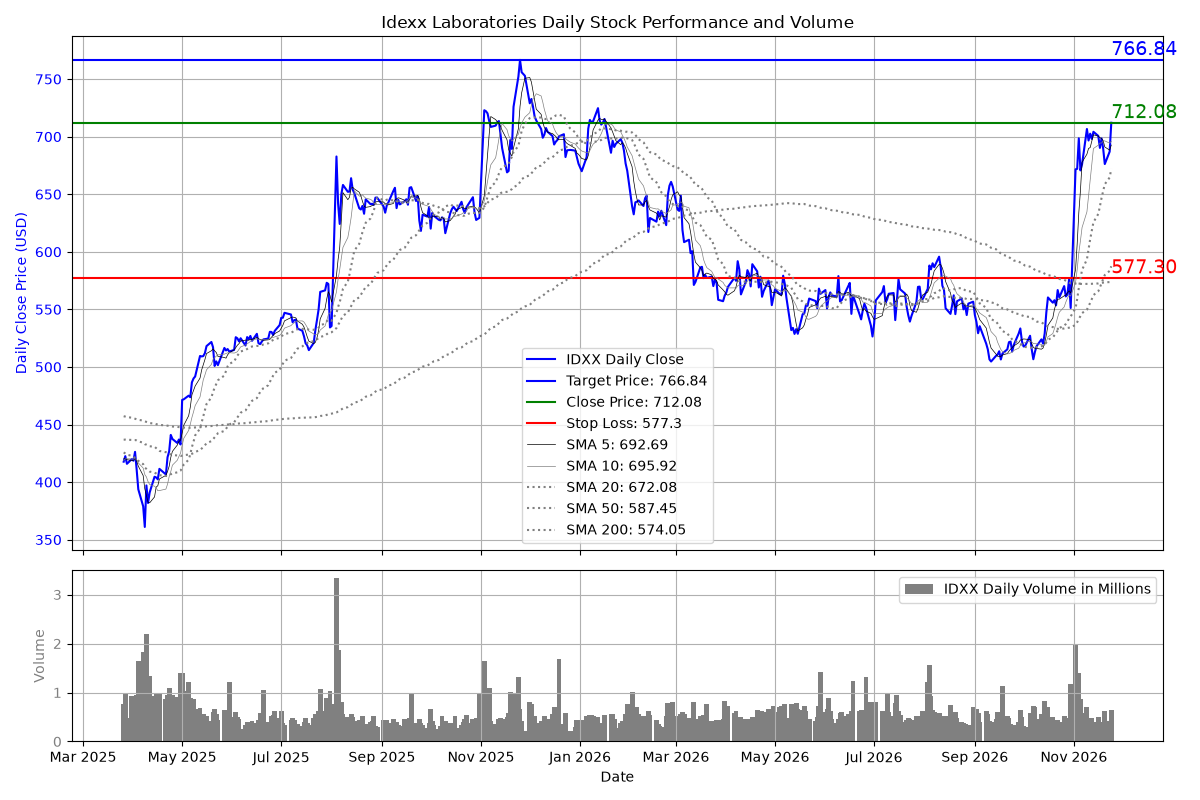 Idexx Laboratories Daily Stock Performance and Volume
766.84
712.08
577.30
Daily Close Price (USD)
750
700
650
600
550
500
450
400
350
IDXX Daily Close
Target Price: 766.84
Close Price: 712.08
Stop Loss: 577.3
SMA 5: 692.69
SMA 10: 695.92
SMA 20: 672.08
SMA 50: 587.45
SMA 200: 574.05
IDXX Daily Volume in Millions
Volume
3
2
1
0
Mar 2025 May 2025 Jul 2025 Sep 2025 Nov 2025 Jan 2026 Mar 2026 May 2026 Jul 2026 Sep 2026 Nov 2026
Date